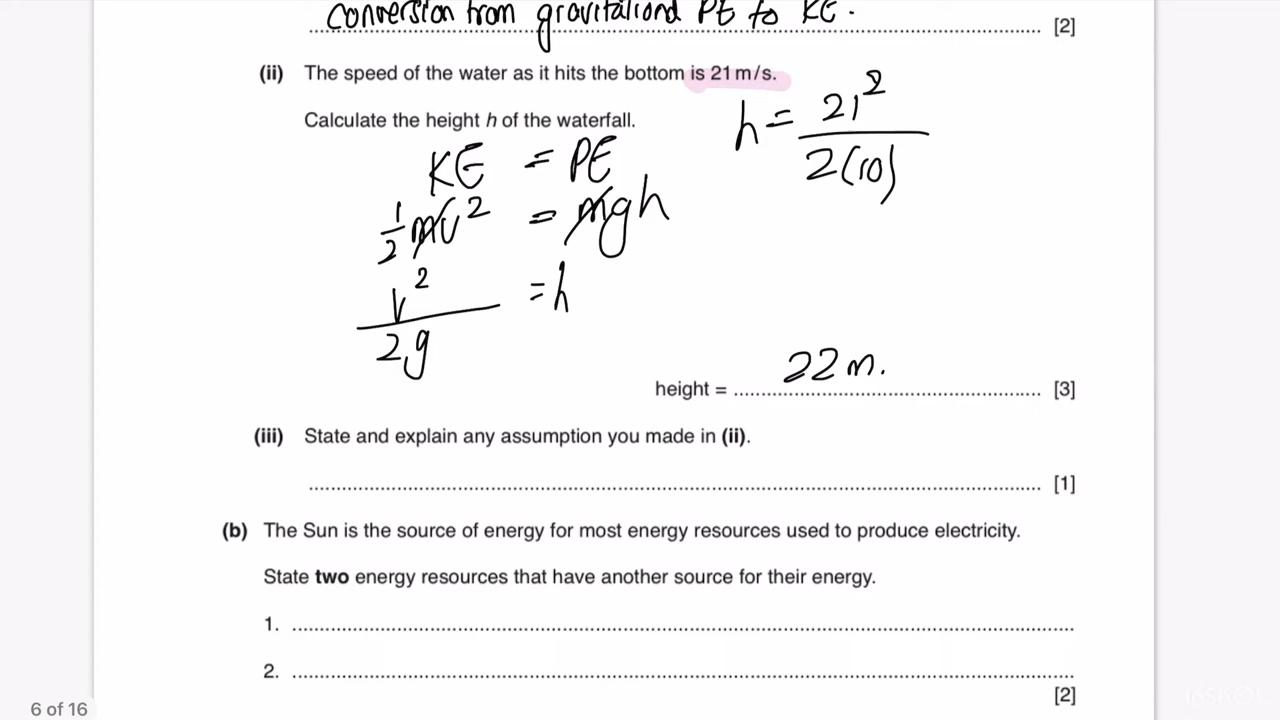 conversion from gravitational PE to KE. [2]
(ii) The speed of the water as it hits the bottom is 21 m/s.
Calculate the height h of the waterfall.
h = 21² / 2(10)
KE = PE
½mv² = mgh
v² / 2g = h
height = 22 m. [3]
(iii) State and explain any assumption you made in (ii).
[1]
(b) The Sun is the source of energy for most energy resources used to produce electricity.
State two energy resources that have another source for their energy.
1.
2.
[2]
6 of 16